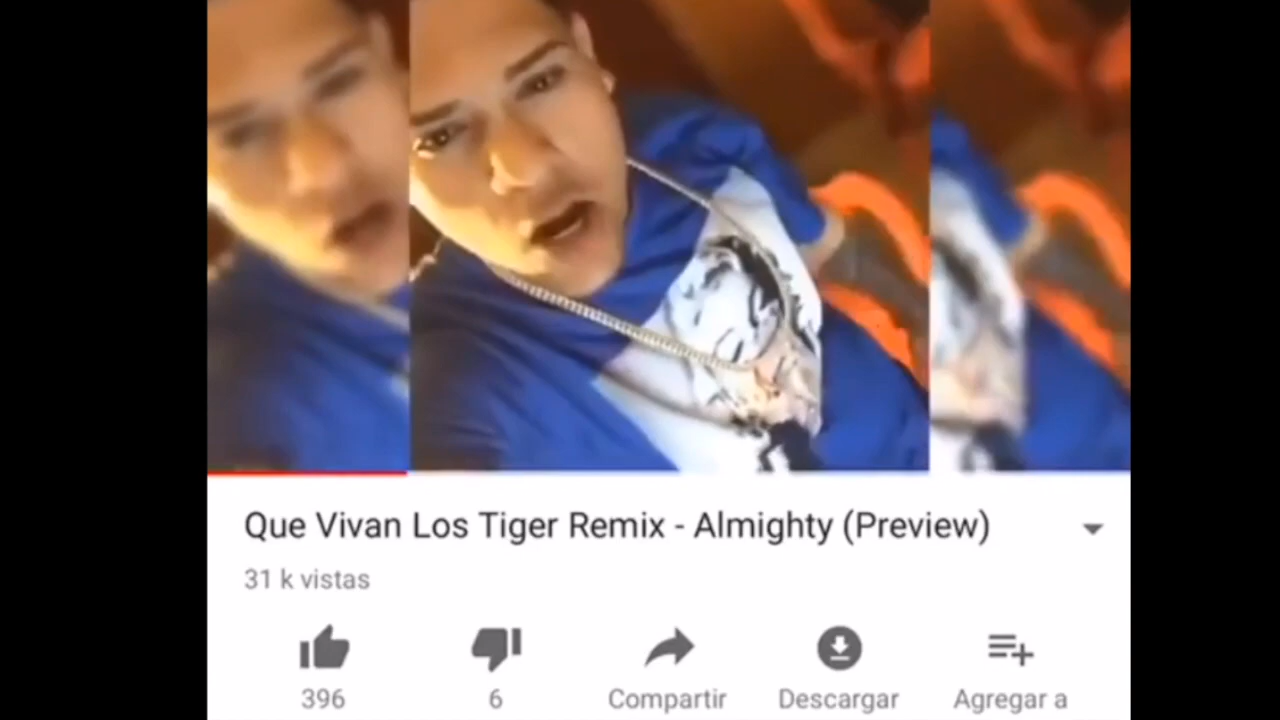 Que Vivan Los Tiger Remix - Almighty (Preview)
31 k vistas
396
6
Compartir
Descargar
Agregar a